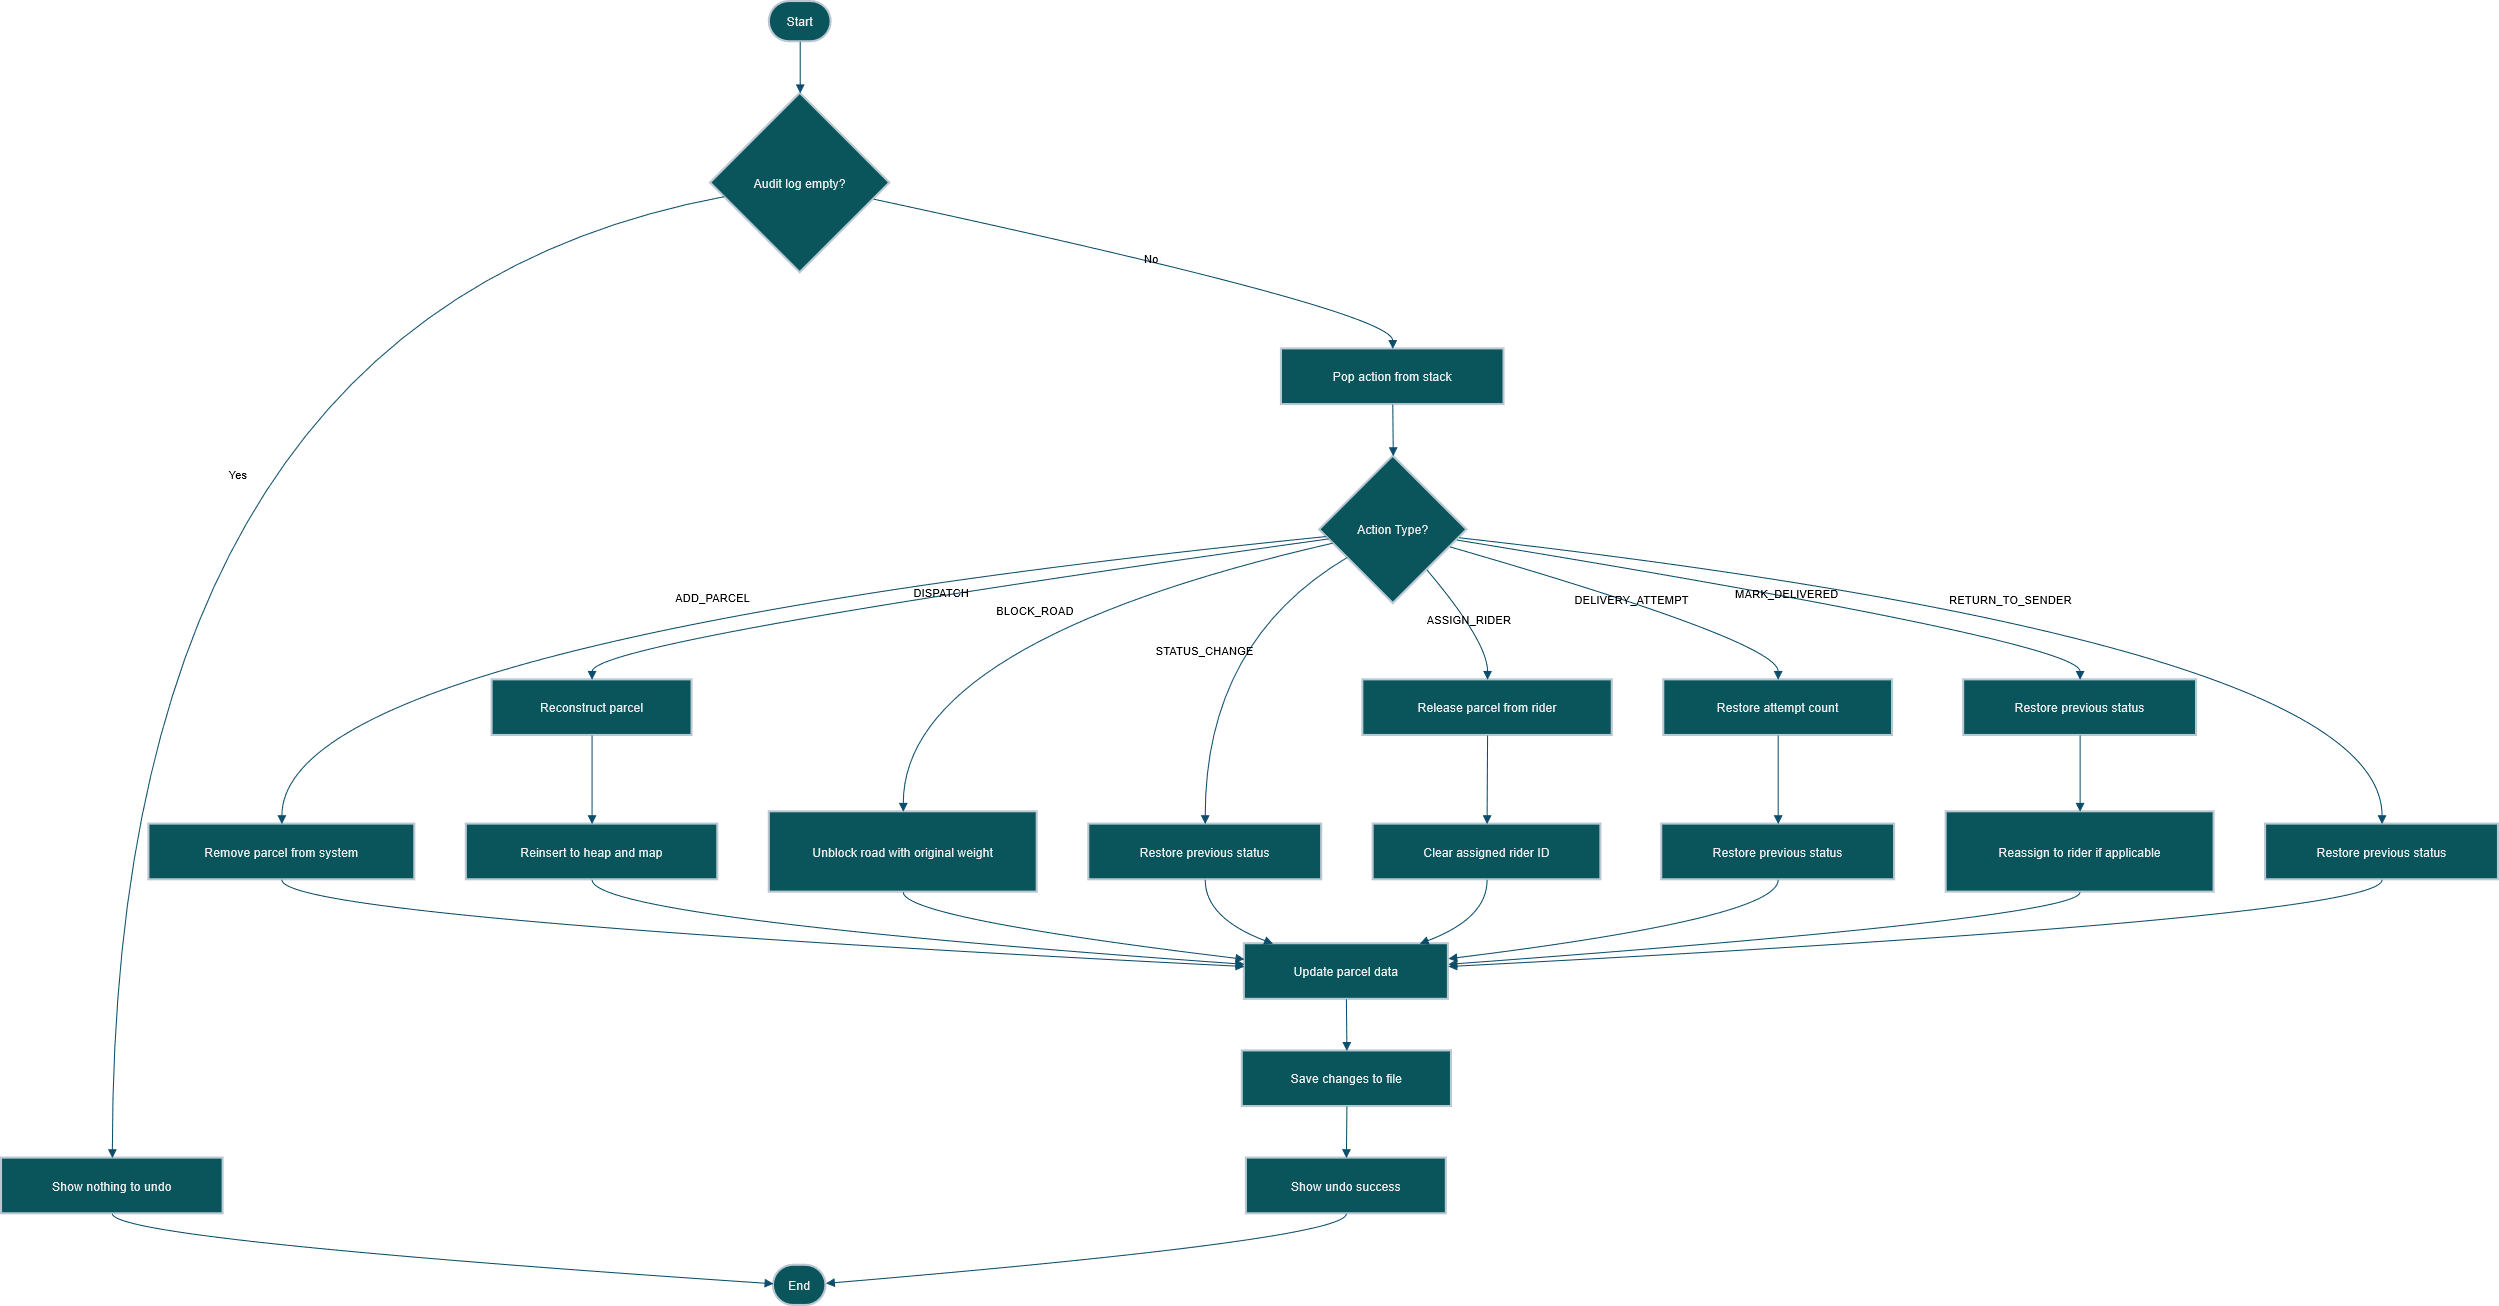 Start
Audit log empty?
No
Pop action from stack
Yes
Action Type?
ADD_PARCEL
DISPATCH
BLOCK_ROAD
STATUS_CHANGE
ASSIGN_RIDER
DELIVERY_ATTEMPT
MARK_DELIVERED
RETURN_TO_SENDER
Reconstruct parcel
Release parcel from rider
Restore attempt count
Restore previous status
Remove parcel from system
Reinsert to heap and map
Unblock road with original weight
Restore previous status
Clear assigned rider ID
Restore previous status
Reassign to rider if applicable
Restore previous status
Update parcel data
Save changes to file
Show nothing to undo
Show undo success
End